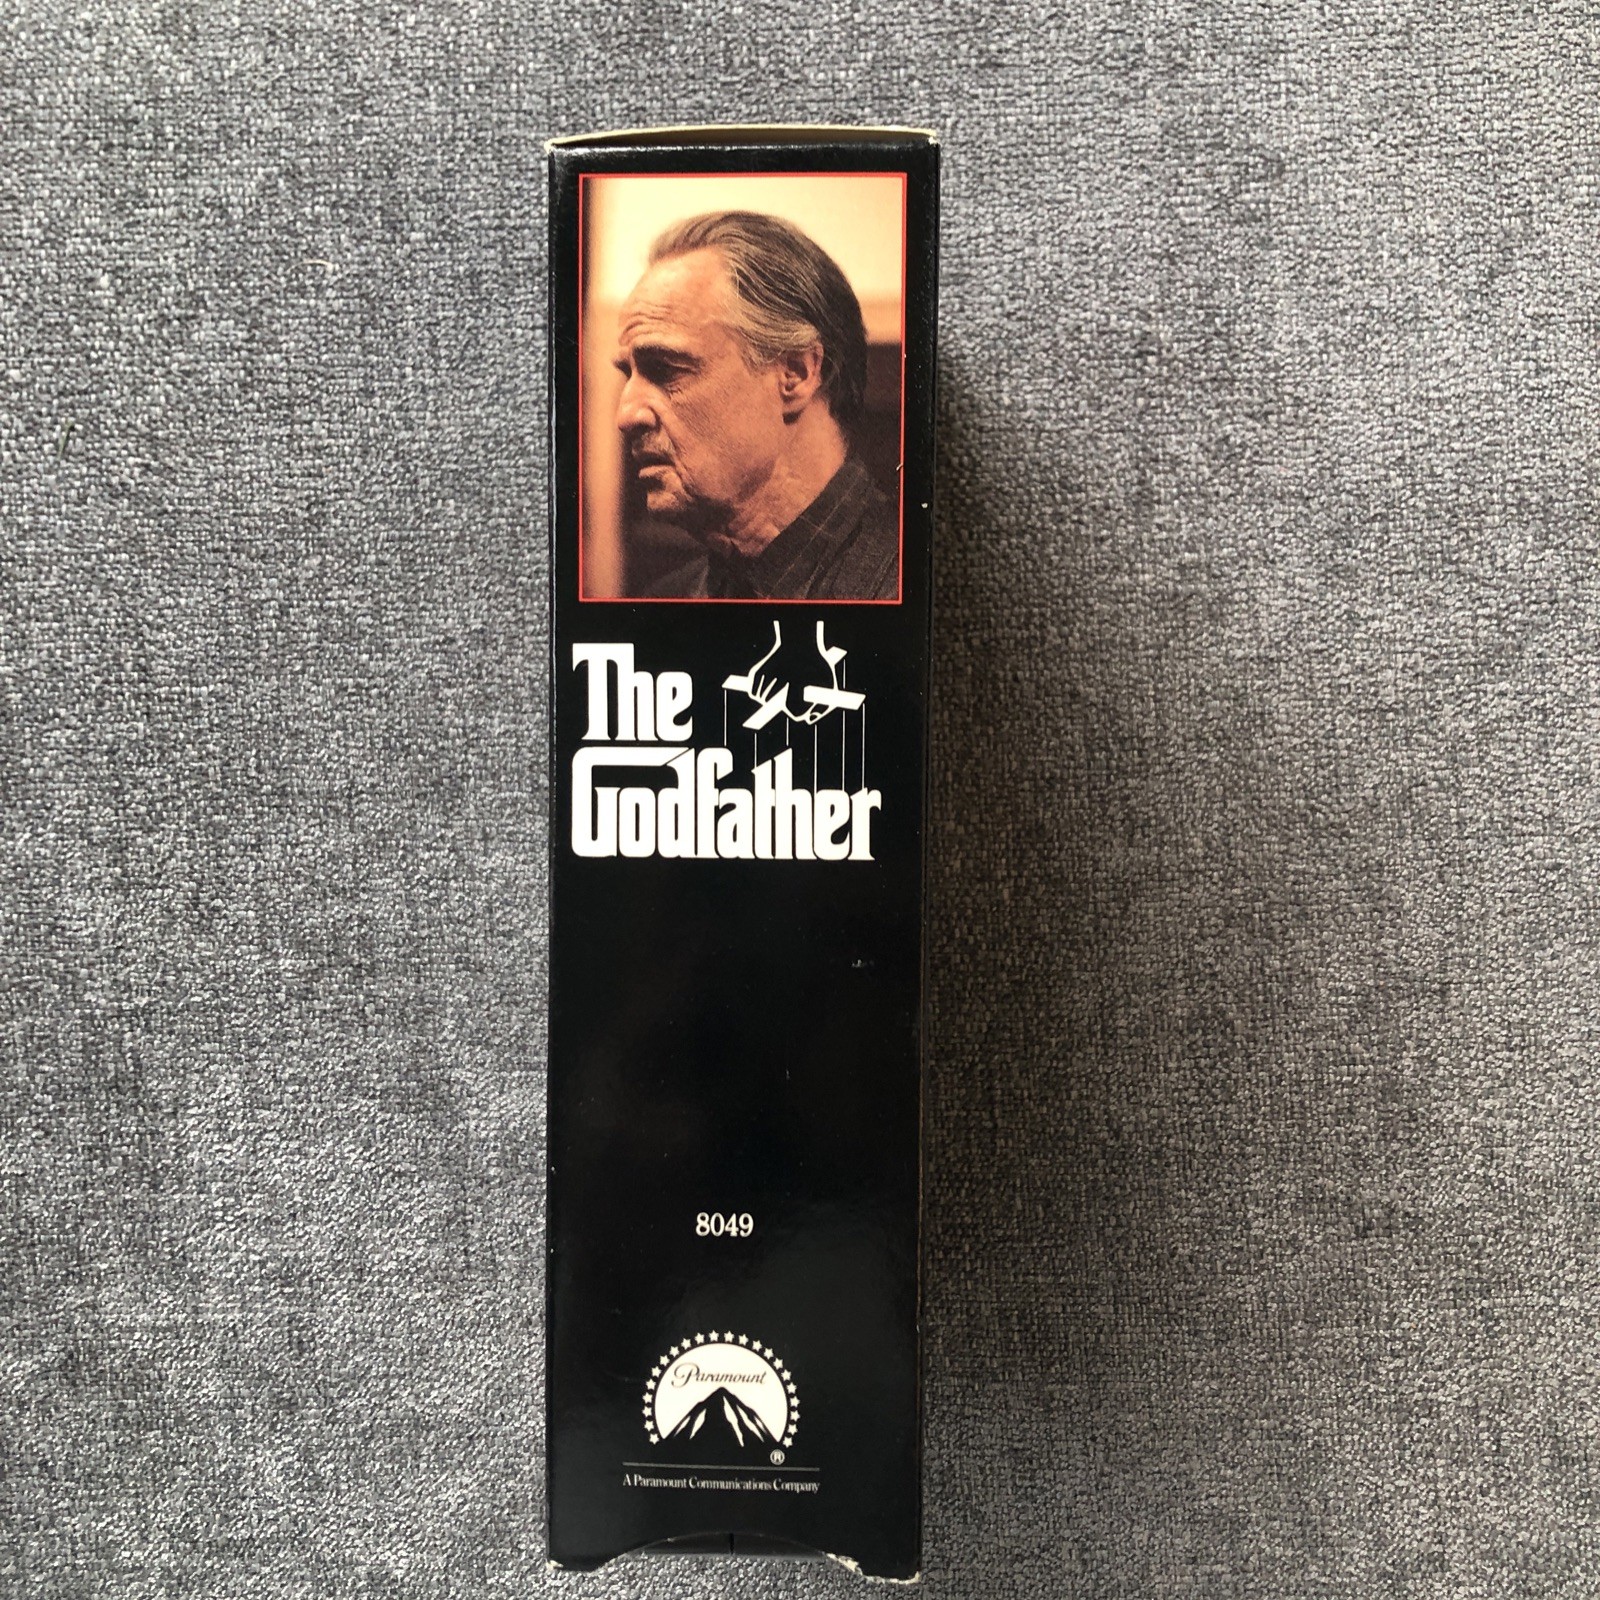 The
Godfather
8049
Paramount
®
A Paramount Communications Company